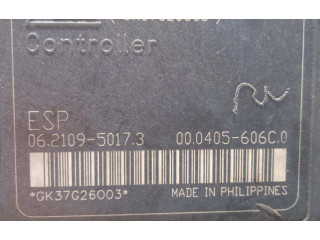 Controller
ESP
06.2109-5017.3 00.0405-606C.0
*GK37G26003* MADE IN PHILIPPINES